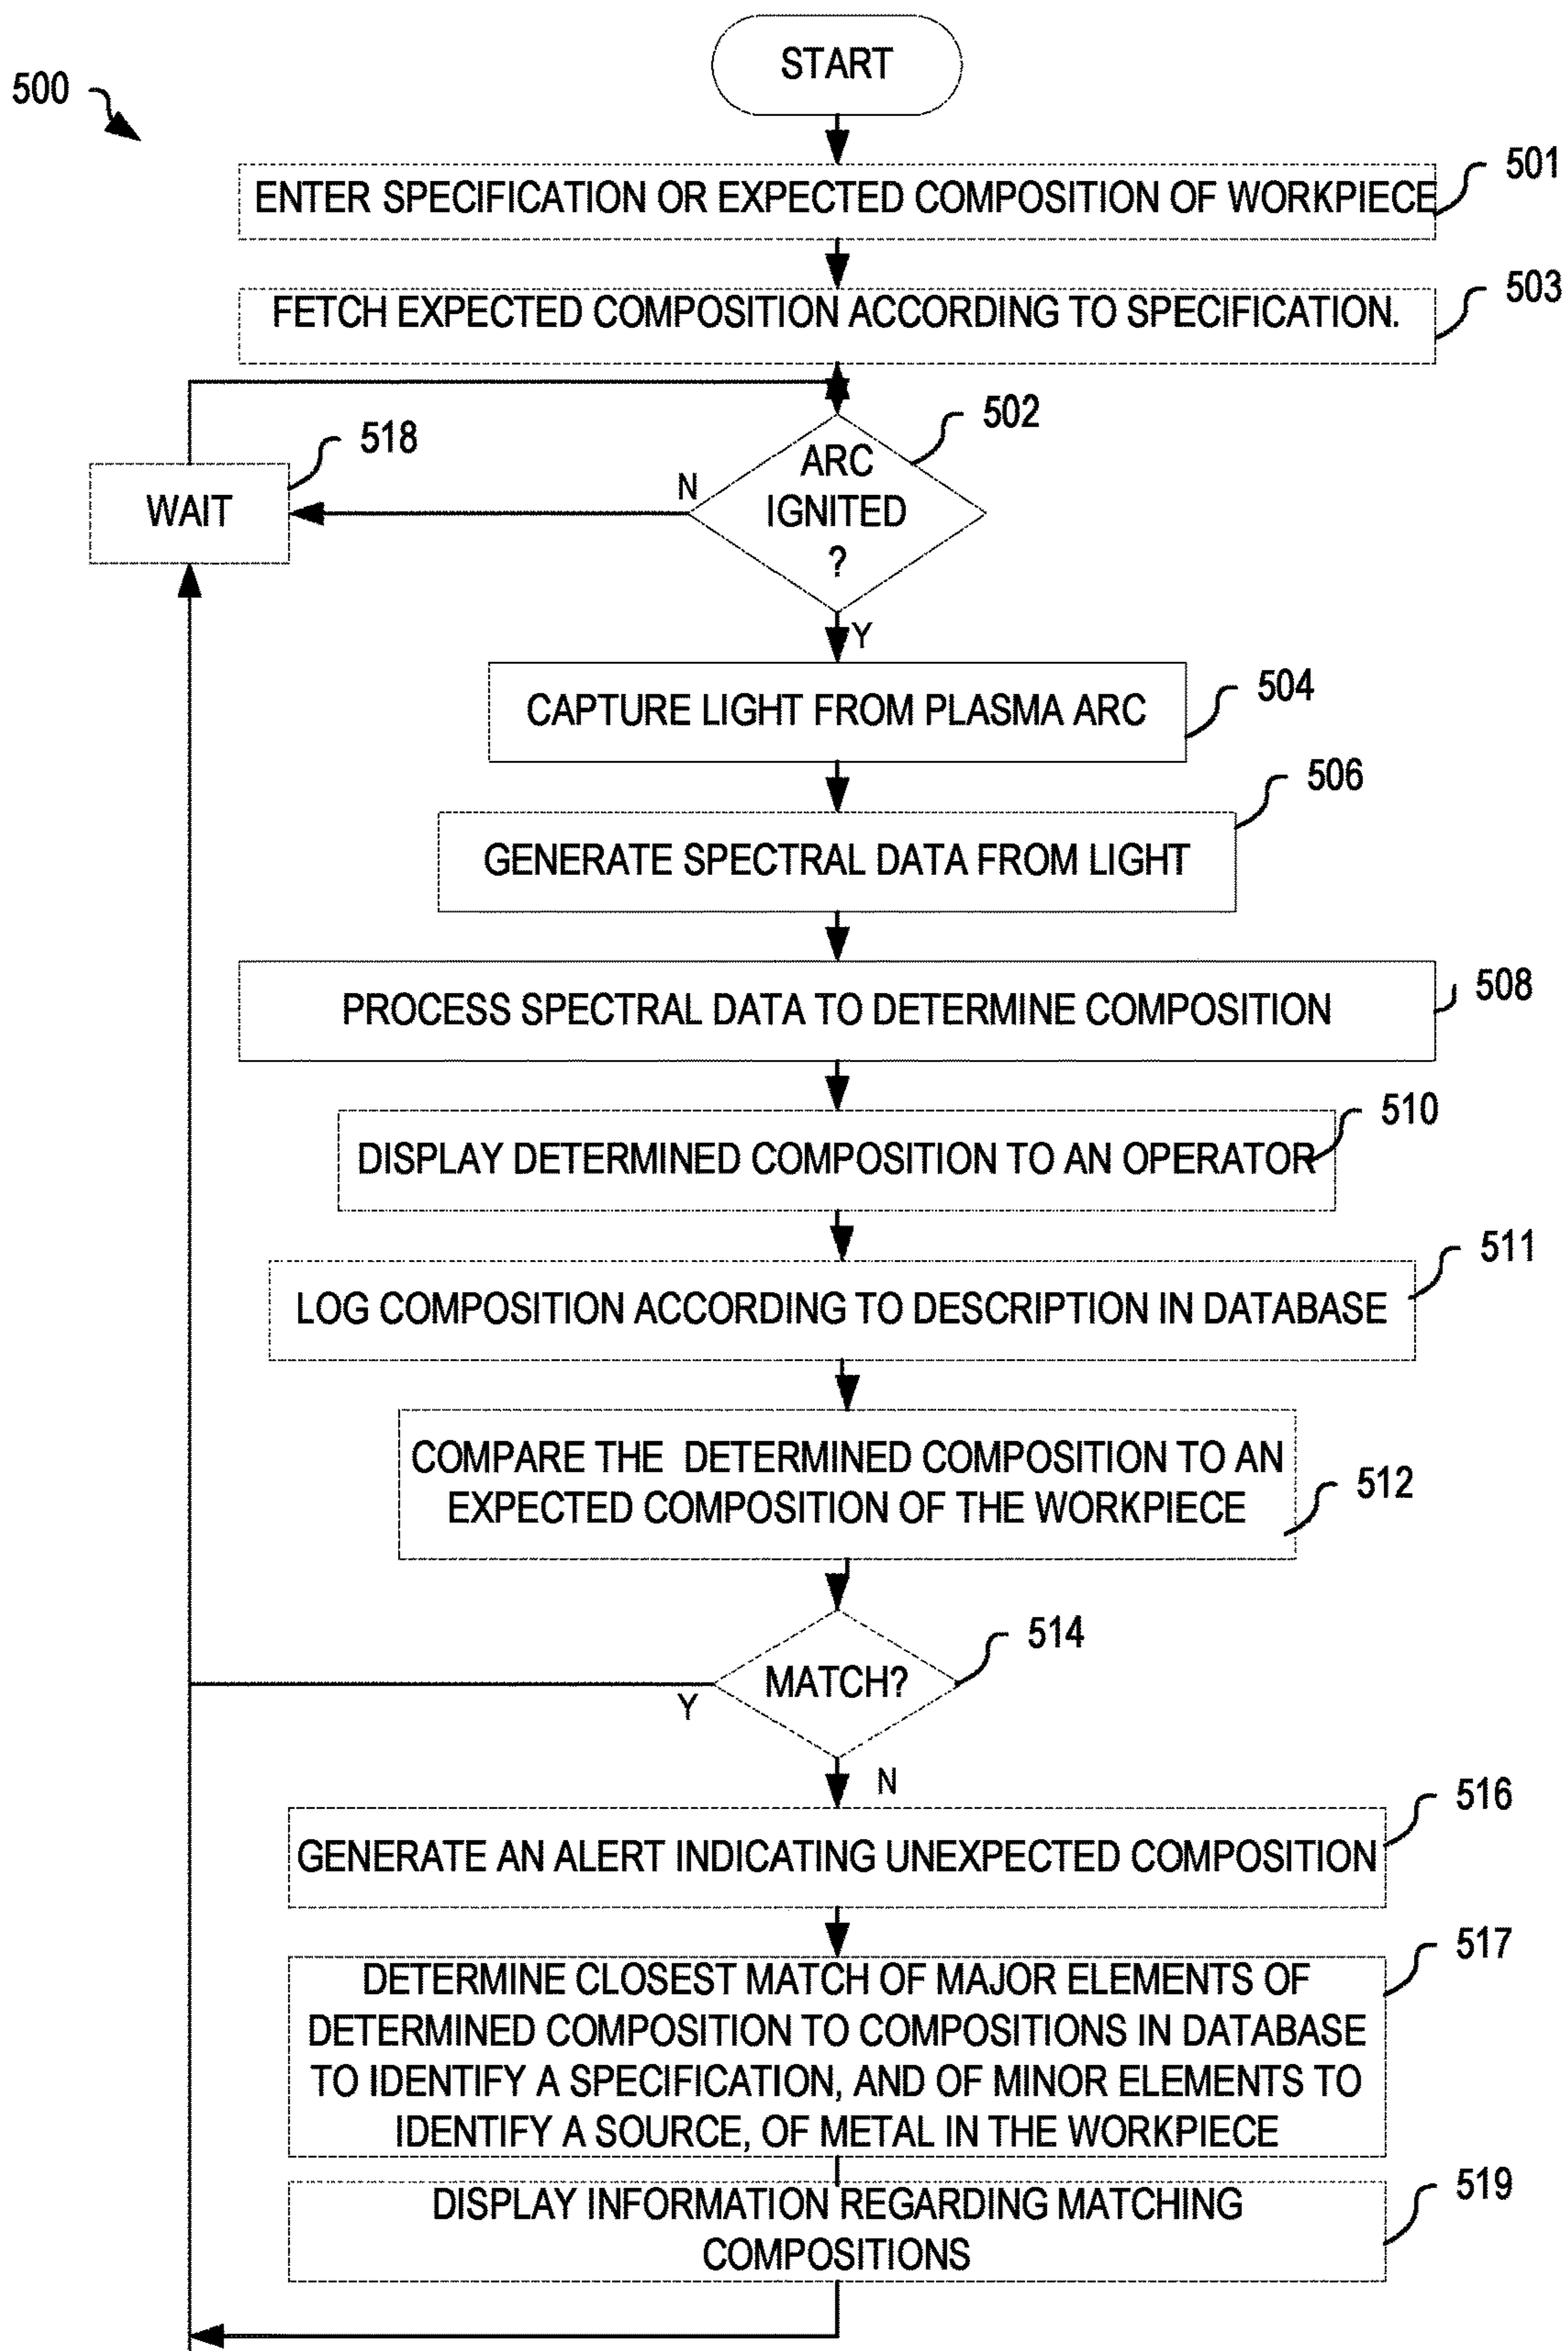 START
500
501
ENTER SPECIFICATION OR EXPECTED COMPOSITION OF WORKPIECE
503
FETCH EXPECTED COMPOSITION ACCORDING TO SPECIFICATION.
502
518
ARC
IGNITED
?
N
WAIT
Y
504
CAPTURE LIGHT FROM PLASMA ARC
506
GENERATE SPECTRAL DATA FROM LIGHT
508
PROCESS SPECTRAL DATA TO DETERMINE COMPOSITION
510
DISPLAY DETERMINED COMPOSITION TO AN OPERATOR
511
LOG COMPOSITION ACCORDING TO DESCRIPTION IN DATABASE
COMPARE THE DETERMINED COMPOSITION TO AN
EXPECTED COMPOSITION OF THE WORKPIECE
512
514
MATCH?
Y
N
516
GENERATE AN ALERT INDICATING UNEXPECTED COMPOSITION
517
DETERMINE CLOSEST MATCH OF MAJOR ELEMENTS OF
DETERMINED COMPOSITION TO COMPOSITIONS IN DATABASE
TO IDENTIFY A SPECIFICATION, AND OF MINOR ELEMENTS TO
IDENTIFY A SOURCE, OF METAL IN THE WORKPIECE
519
DISPLAY INFORMATION REGARDING MATCHING
COMPOSITIONS